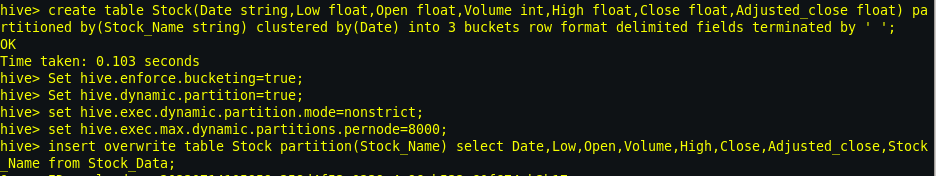 hive> create table Stock(Date string,Low float,Open float,Volume int,High float,Close float,Adjusted_close float) pa
rtitioned by(Stock_Name string) clustered by(Date) into 3 buckets row format delimited fields terminated by ' ';
OK
Time taken: 0.103 seconds
hive> Set hive.enforce.bucketing=true;
hive> Set hive.dynamic.partition=true;
hive> set hive.exec.dynamic.partition.mode=nonstrict;
hive> set hive.exec.max.dynamic.partitions.pernode=8000;
hive> insert overwrite table Stock partition(Stock_Name) select Date,Low,Open,Volume,High,Close,Adjusted_close,Stock
_Name from Stock_Data;